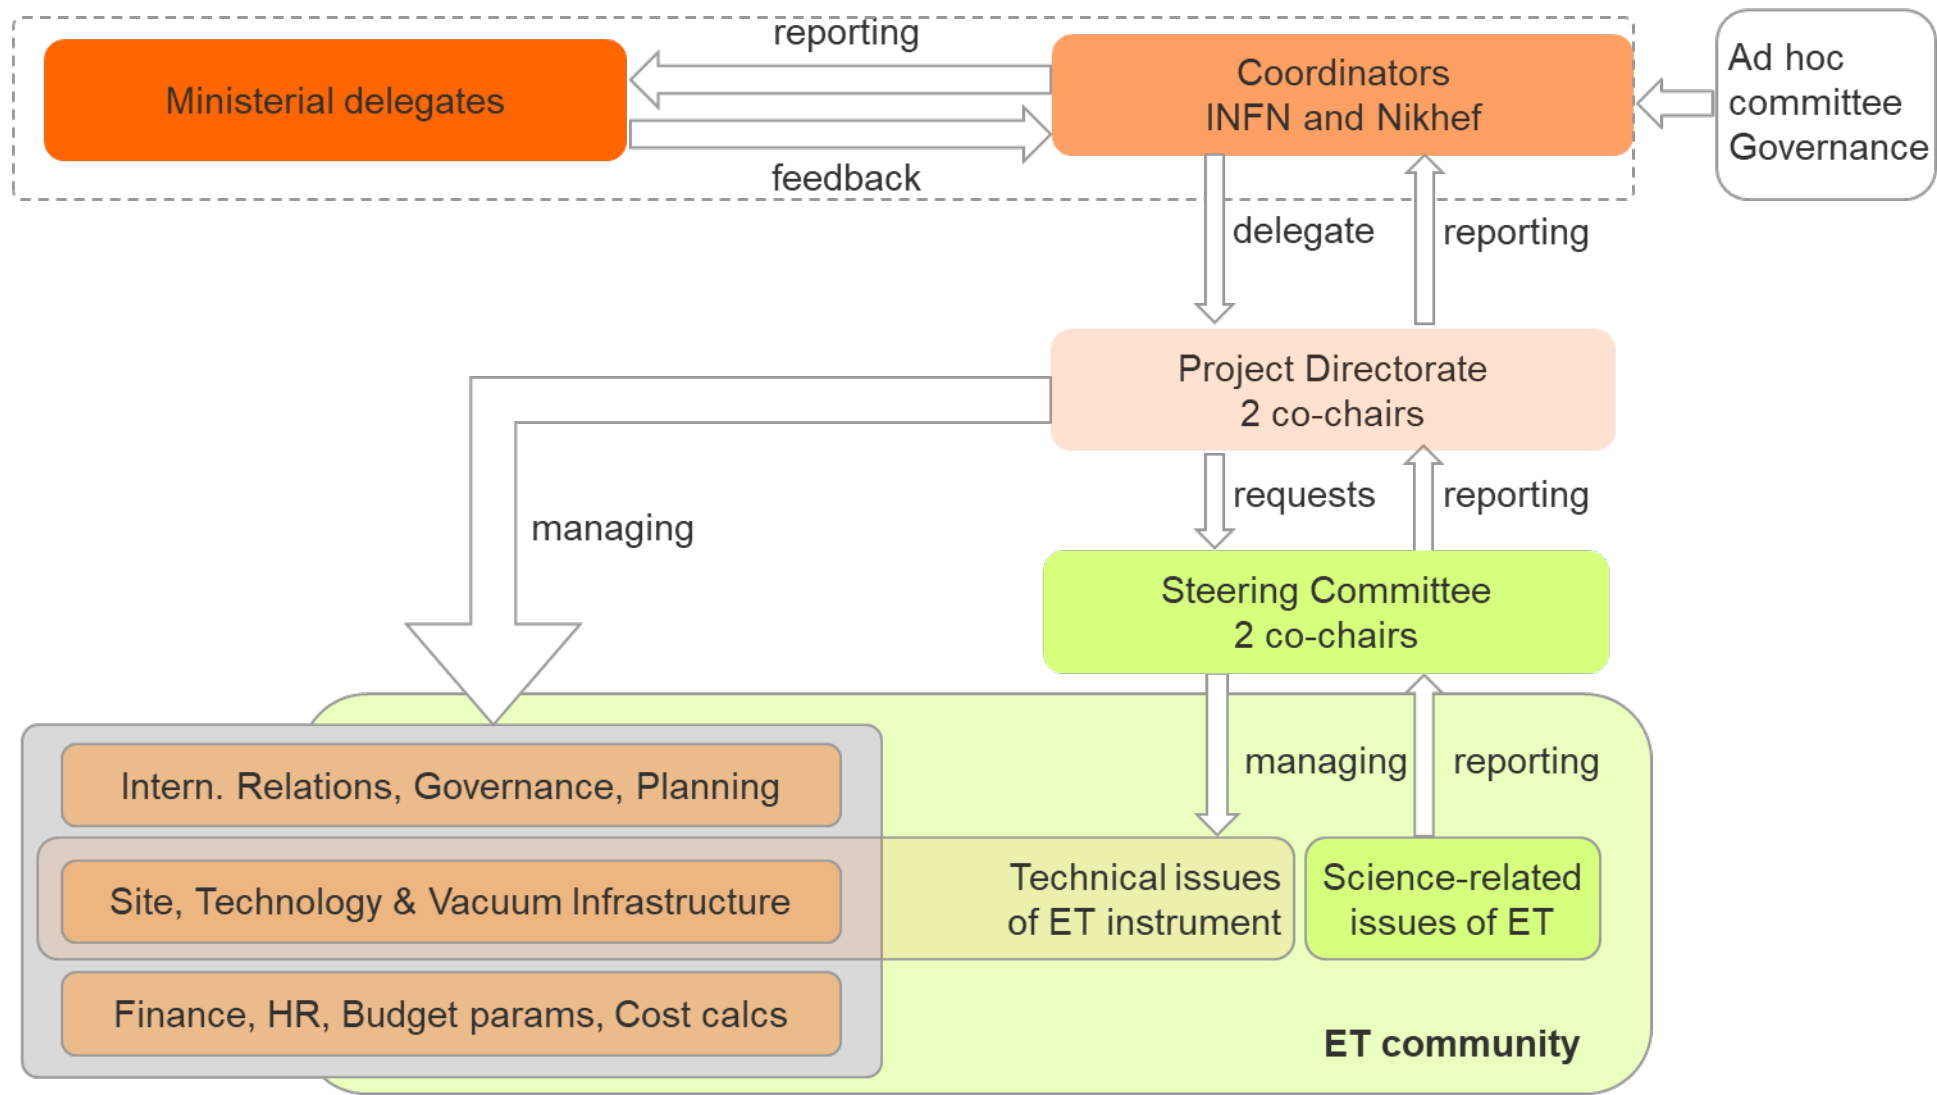 reporting
Ministerial delegates
Coordinators
INFN and Nikhef
Ad hoc
committee
Governance
feedback
delegate
reporting
Project Directorate
2 co-chairs
managing
requests
reporting
Steering Committee
2 co-chairs
managing
reporting
Intern. Relations, Governance, Planning
Site, Technology & Vacuum Infrastructure
Technical issues
of ET instrument
Science-related
issues of ET
Finance, HR, Budget params, Cost calcs
ET community